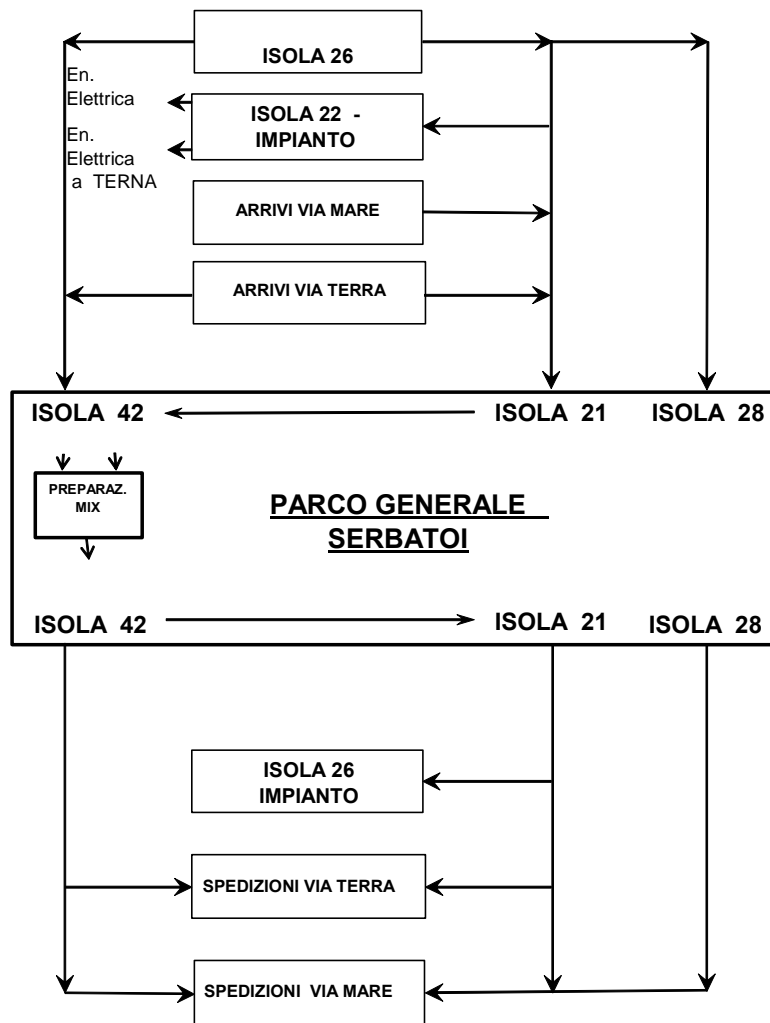 ISOLA 26
En.
Elettrica
ISOLA 22 -
IMPIANTO
En.
Elettrica
a TERNA
ARRIVI VIA MARE
ARRIVI VIA TERRA
ISOLA 42
ISOLA 21
ISOLA 28
PREPARAZ.
MIX
PARCO GENERALE
SERBATOI
ISOLA 42
ISOLA 21
ISOLA 28
ISOLA 26
IMPIANTO
SPEDIZIONI VIA TERRA
SPEDIZIONI VIA MARE